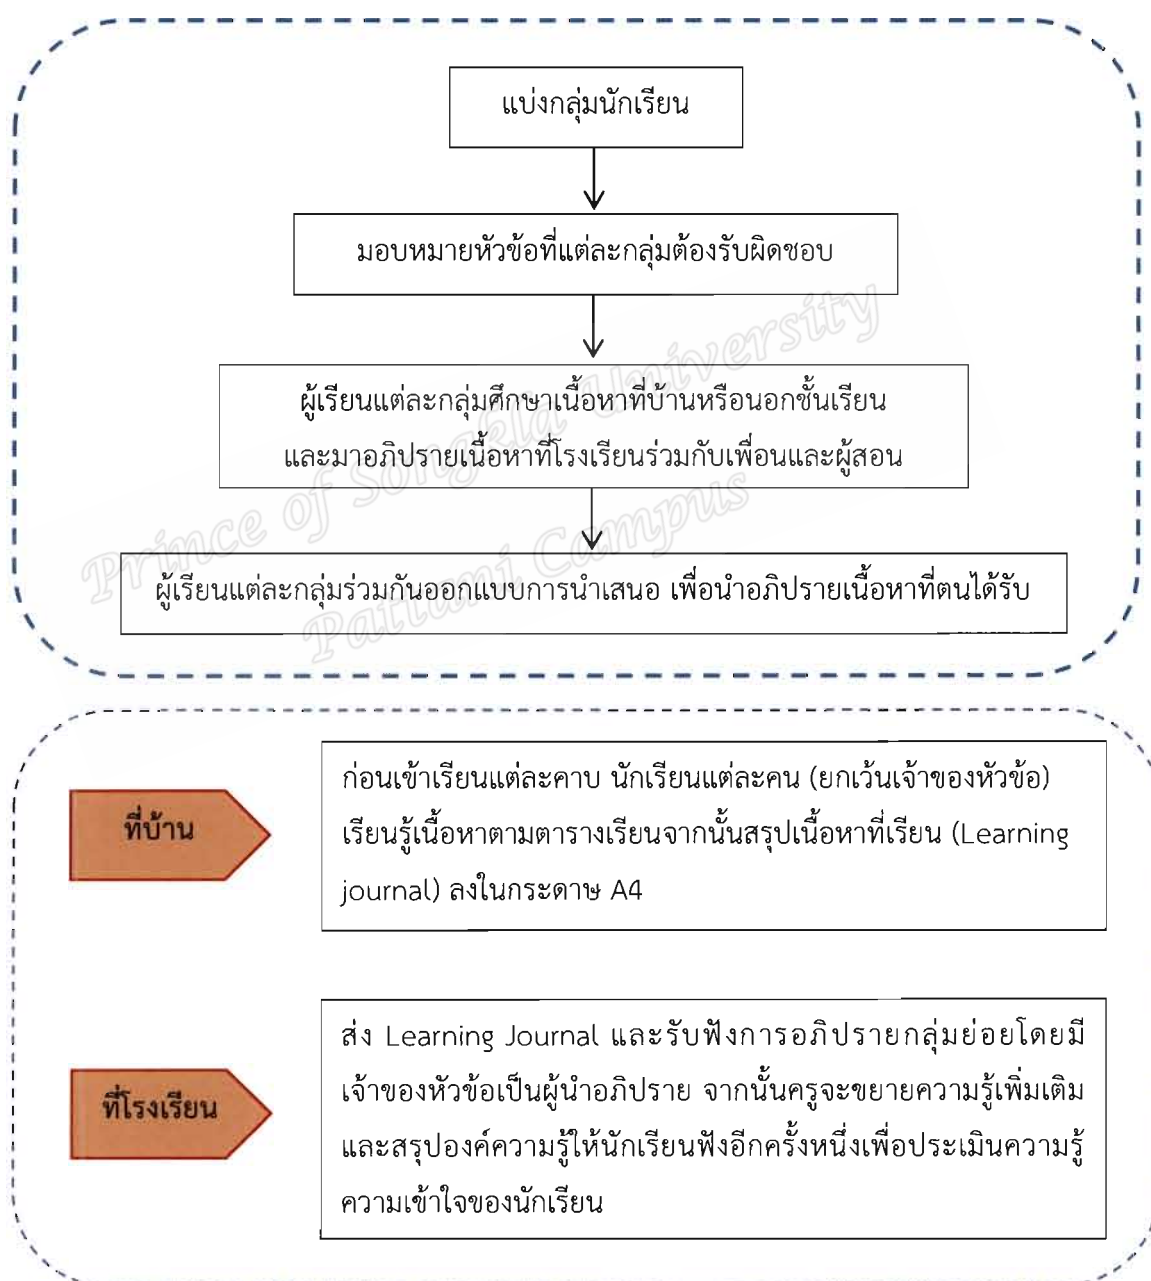 แบ่งกลุ่มนักเรียน
มอบหมายหัวข้อที่แต่ละกลุ่มต้องรับผิดชอบ
ผู้เรียนแต่ละกลุ่มศึกษาเนื้อหาที่บ้านหรือนอกชั้นเรียน
และมาอภิปรายเนื้อหาที่โรงเรียนร่วมกับเพื่อนและผู้สอน
ผู้เรียนแต่ละกลุ่มร่วมกันออกแบบการนำเสนอ เพื่อนำอภิปรายเนื้อหาที่ตนได้รับ
Prince of Songkla University
Pattani Campus
ที่บ้าน
ก่อนเข้าเรียนแต่ละคาบ นักเรียนแต่ละคน (ยกเว้นเจ้าของหัวข้อ)
เรียนรู้เนื้อหาตามตารางเรียนจากนั้นสรุปเนื้อหาที่เรียน (Learning
journal) ลงในกระดาษ A4
ที่โรงเรียน
ส่ง Learning Journal และรับฟังการอภิปรายกลุ่มย่อยโดยมี
เจ้าของหัวข้อเป็นผู้นำอภิปราย จากนั้นครูจะขยายความรู้เพิ่มเติม
และสรุปองค์ความรู้ให้นักเรียนฟังอีกครั้งหนึ่งเพื่อประเมินความรู้
ความเข้าใจของนักเรียน